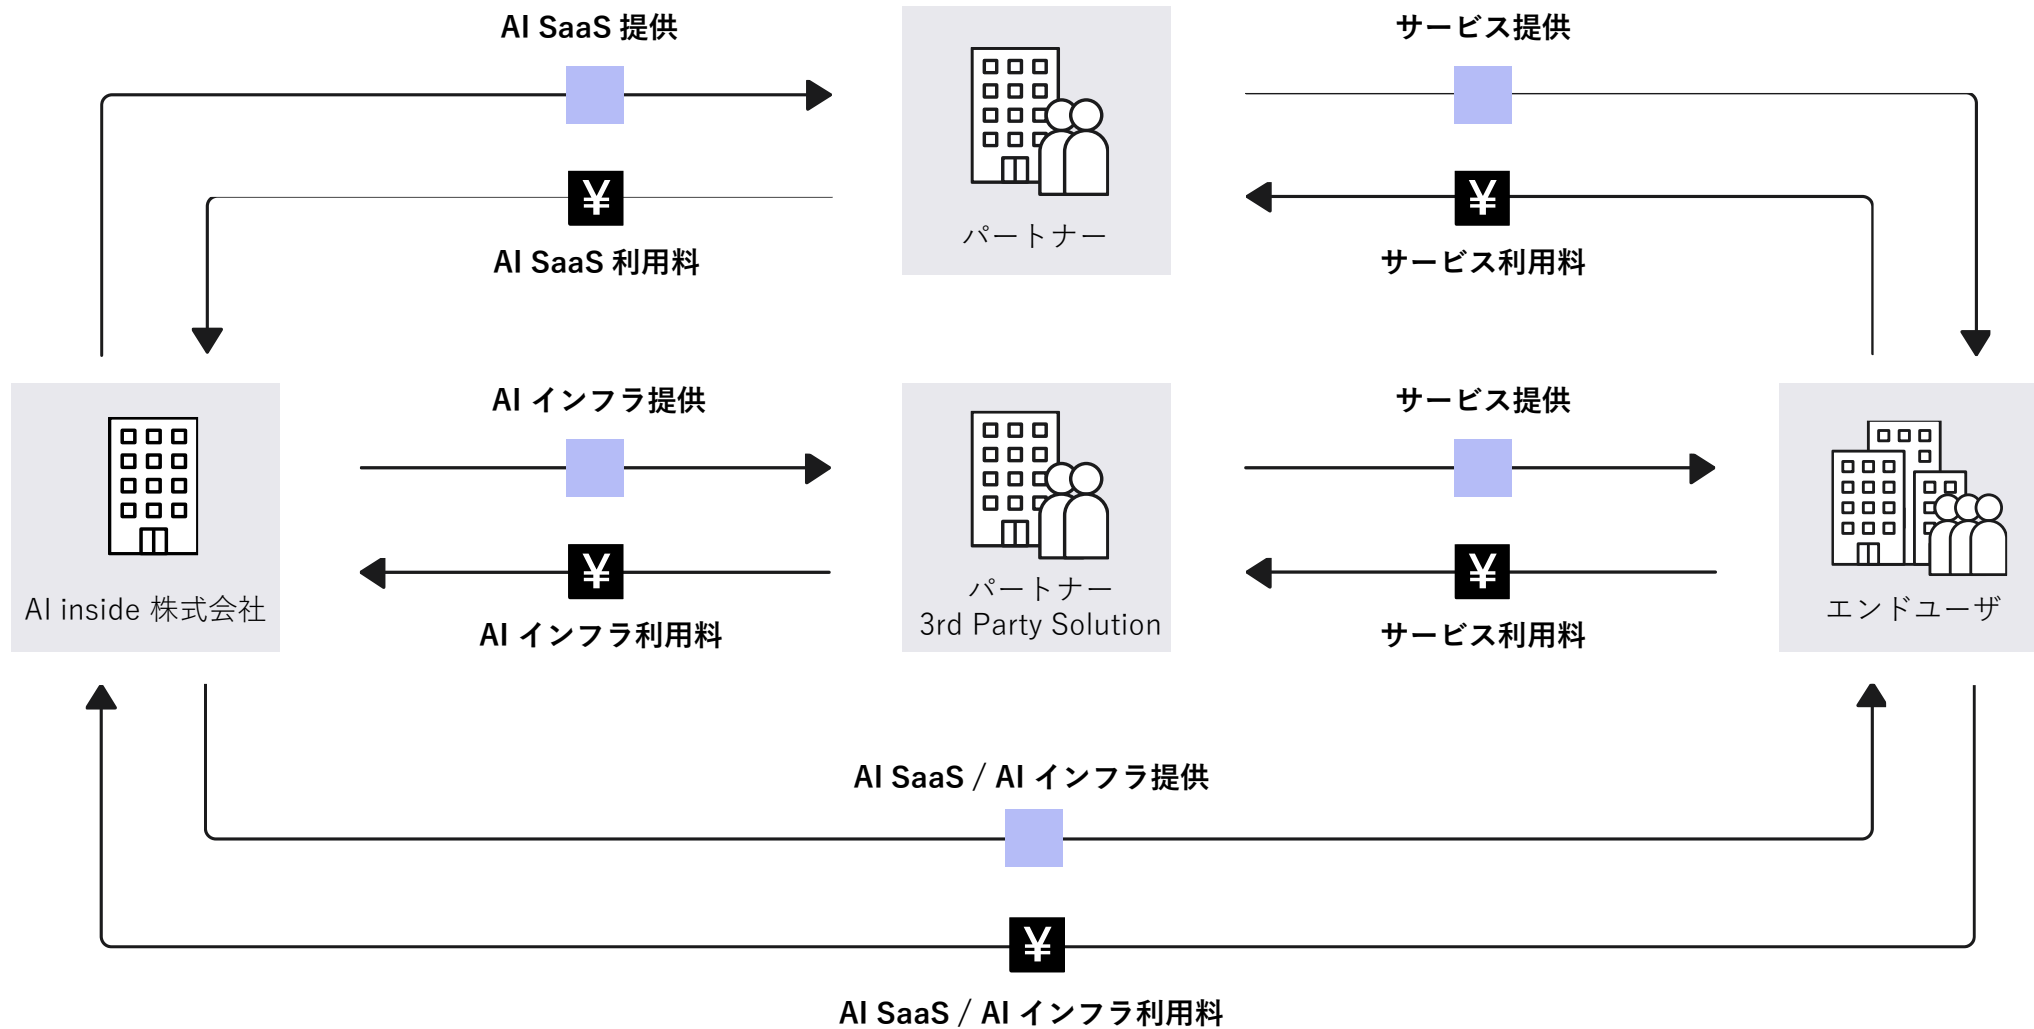 AI SaaS 提供
サービス提供
¥
¥
パートナー
AI SaaS 利用料
サービス利用料
AI インフラ提供
サービス提供
¥
¥
AI inside 株式会社
パートナー
3rd Party Solution
エンドユーザ
AI インフラ利用料
サービス利用料
AI SaaS / AI インフラ提供
¥
AI SaaS / AI インフラ利用料